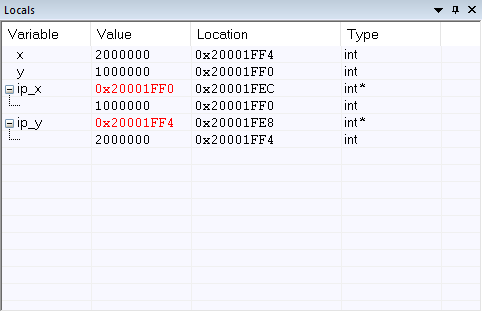 Locals
Variable Value Location Type
x 2000000 0x20001FF4 int
y 1000000 0x20001FF0 int
ip_x 0x20001FF0 0x20001FEC int*
1000000 0x20001FF0 int
ip_y 0x20001FF4 0x20001FE8 int*
2000000 0x20001FF4 int